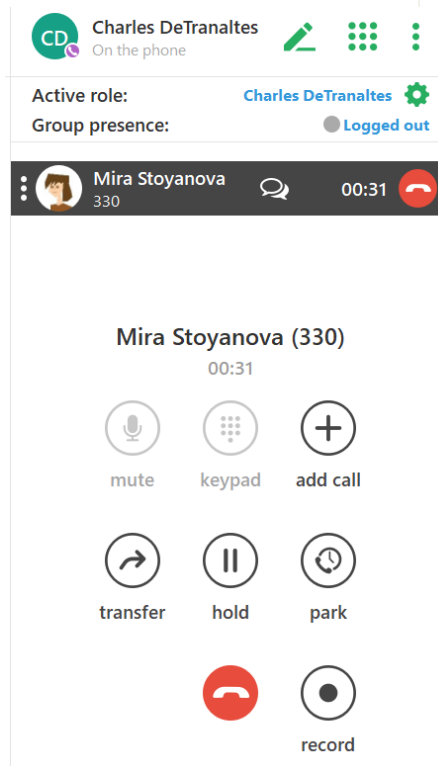 CD
Charles DeTranaltes
On the phone
Active role: Charles DeTranaltes
Group presence: Logged out
Mira Stoyanova
330
00:31
Mira Stoyanova (330)
00:31
mute keypad add call
transfer hold park
record